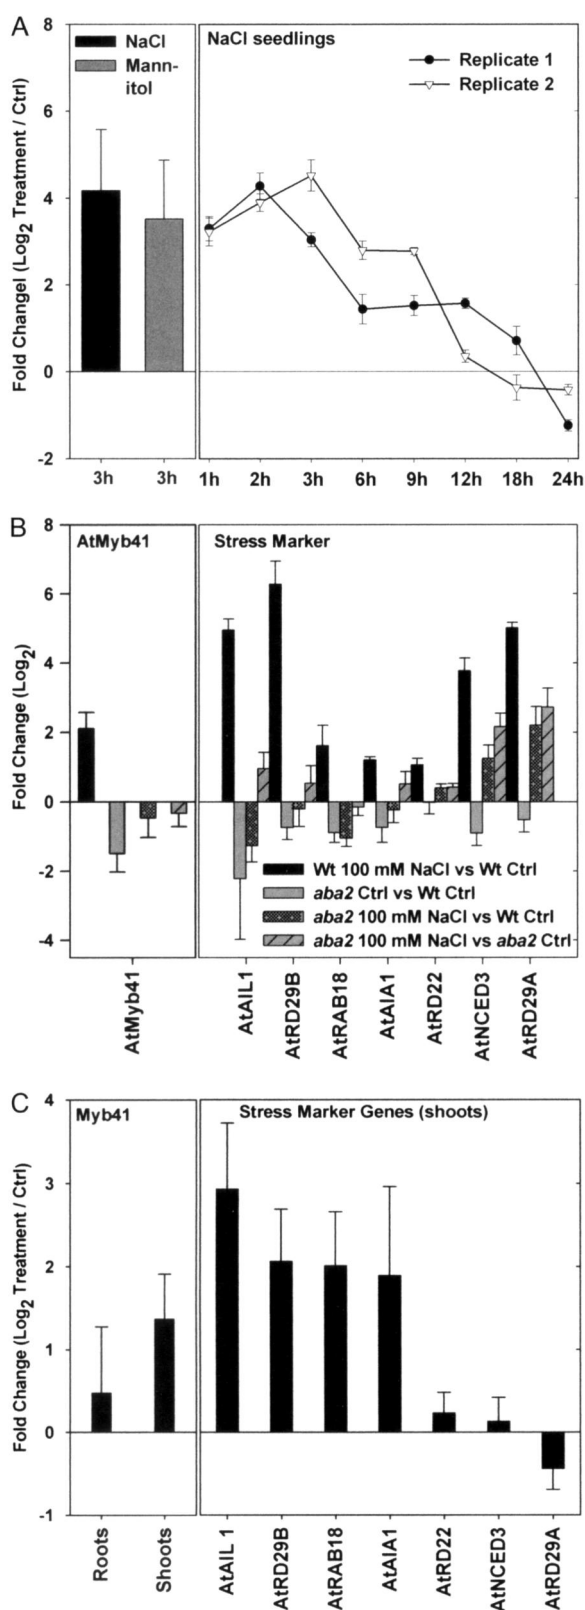 A
NaCl
Mann-
itol
NaCl seedlings
Replicate 1
Replicate 2
Fold Changel (Log2 Treatment / Ctrl)
8
6
4
2
0
-2
3h
3h
1h
2h
3h
6h
9h
12h
18h
24h
B
AtMyb41
Stress Marker
Fold Change (Log2)
8
6
4
2
0
-2
-4
Wt 100 mM NaCl vs Wt Ctrl
aba2 Ctrl vs Wt Ctrl
aba2 100 mM NaCl vs Wt Ctrl
aba2 100 mM NaCl vs aba2 Ctrl
AtMyb41
AtAIL1
AtRD29B
AtRAB18
AtAIA1
AtRD22
AtNCED3
AtRD29A
C
Myb41
Stress Marker Genes (shoots)
Fold Change (Log2 Treatment / Ctrl)
4
3
2
1
0
-1
Roots
Shoots
AtAIL 1
AtRD29B
AtRAB18
AtAIA1
AtRD22
AtNCED3
AtRD29A